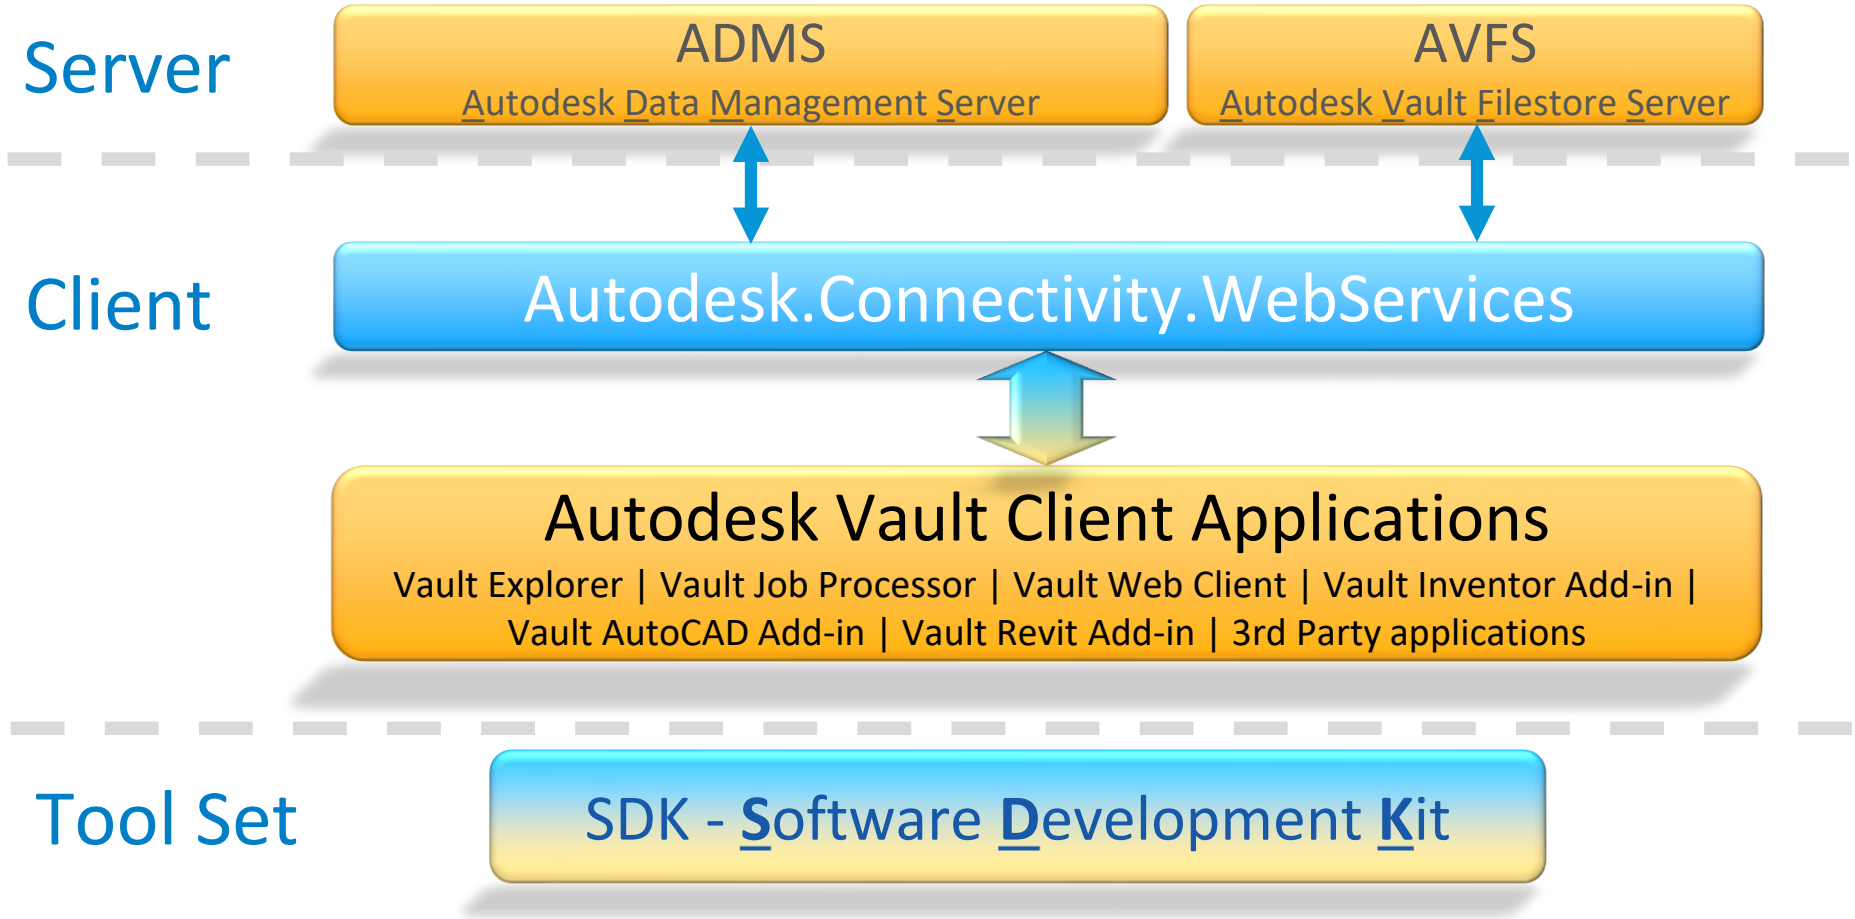 Server
ADMS
Autodesk Data Management Server
AVFS
Autodesk Vault Filestore Server
Client
Autodesk.Connectivity.WebServices
Autodesk Vault Client Applications
Vault Explorer | Vault Job Processor | Vault Web Client | Vault Inventor Add-in |
Vault AutoCAD Add-in | Vault Revit Add-in | 3rd Party applications
Tool Set
SDK - Software Development Kit